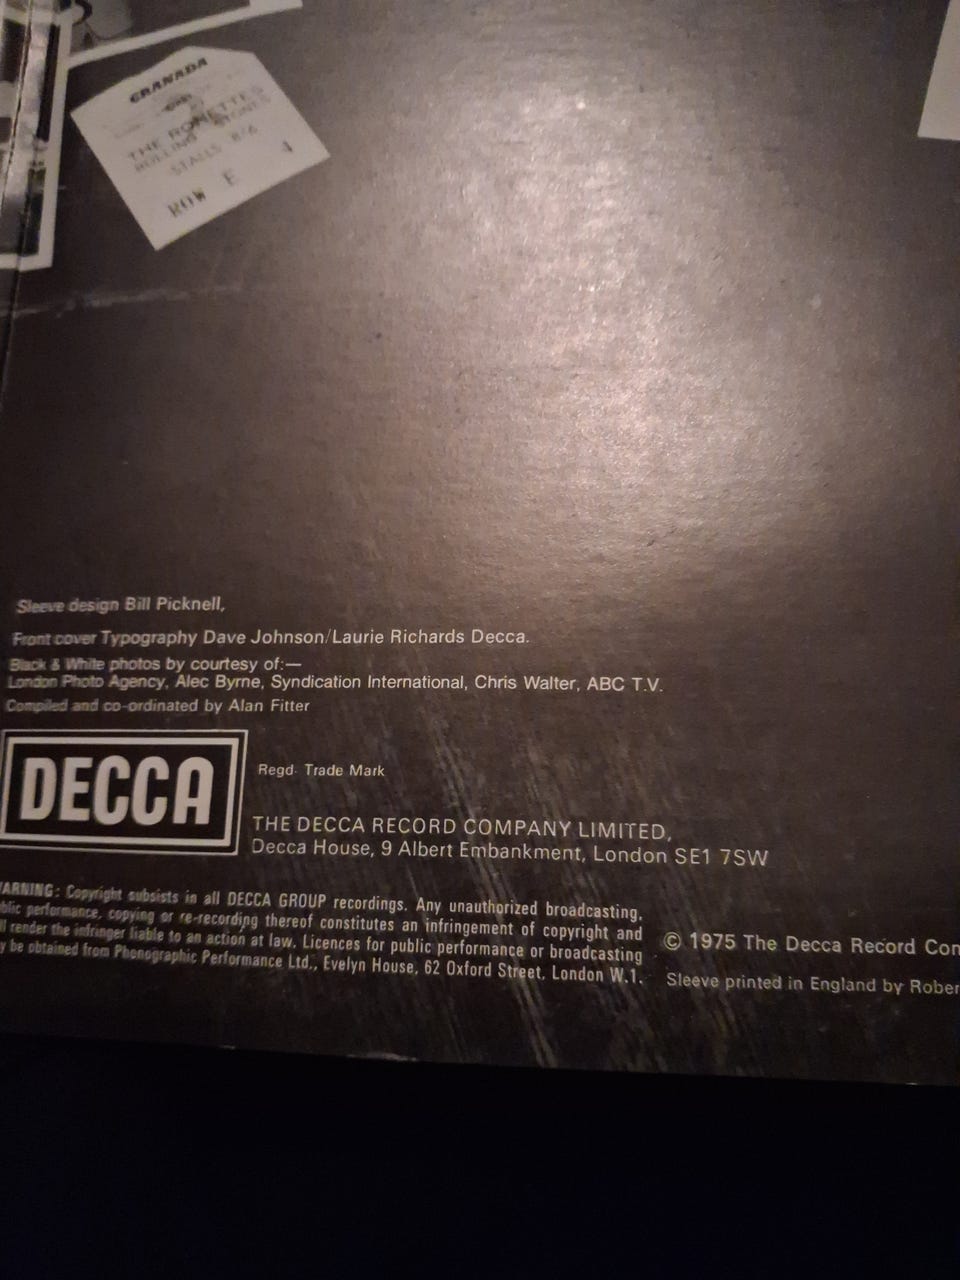 GRANADA
THE RONETTES
ROLLING STONES
STALLS 8/6
ROW E 4
Sleeve design Bill Picknell,
Front cover Typography Dave Johnson/Laurie Richards Decca.
Black & White photos by courtesy of:—
London Photo Agency, Alec Byrne, Syndication International, Chris Walter, ABC T.V.
Compiled and co-ordinated by Alan Fitter
DECCA
Regd. Trade Mark
THE DECCA RECORD COMPANY LIMITED,
Decca House, 9 Albert Embankment, London SE1 7SW
ARNING: Copyright subsists in all DECCA GROUP recordings. Any unauthorized broadcasting,
blic performance, copying or re-recording thereof constitutes an infringement of copyright and
ll render the infringer liable to an action at law. Licences for public performance or broadcasting
y be obtained from Phonographic Performance Ltd., Evelyn House, 62 Oxford Street, London W.1.
© 1975 The Decca Record Con
Sleeve printed in England by Rober